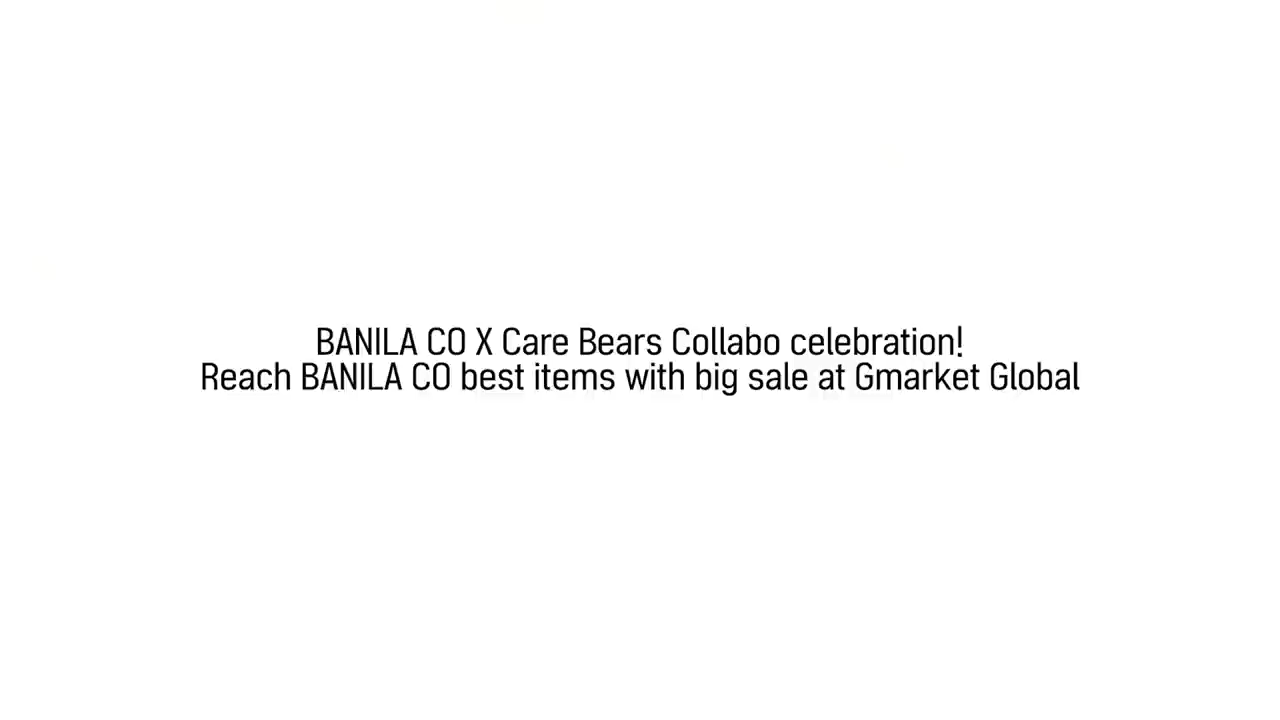 BANILA CO X Care Bears Collabo celebration!
Reach BANILA CO best items with big sale at Gmarket Global